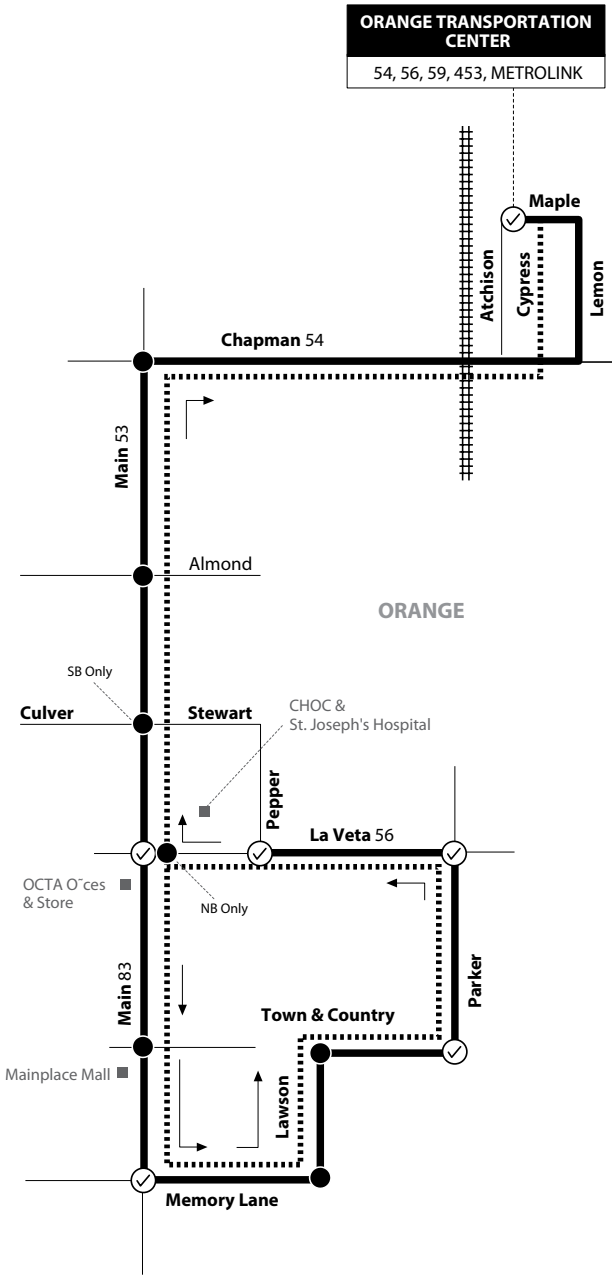 ORANGE TRANSPORTATION
CENTER
54, 56, 59, 453, METROLINK
Maple
Atchison
Cypress
Lemon
Chapman 54
Main 53
Almond
ORANGE
SB Only
Culver
Stewart
CHOC &
St. Joseph's Hospital
Pepper
La Veta 56
OCTA O˜ces
& Store
NB Only
Main 83
Parker
Town & Country
Mainplace Mall
Lawson
Memory Lane